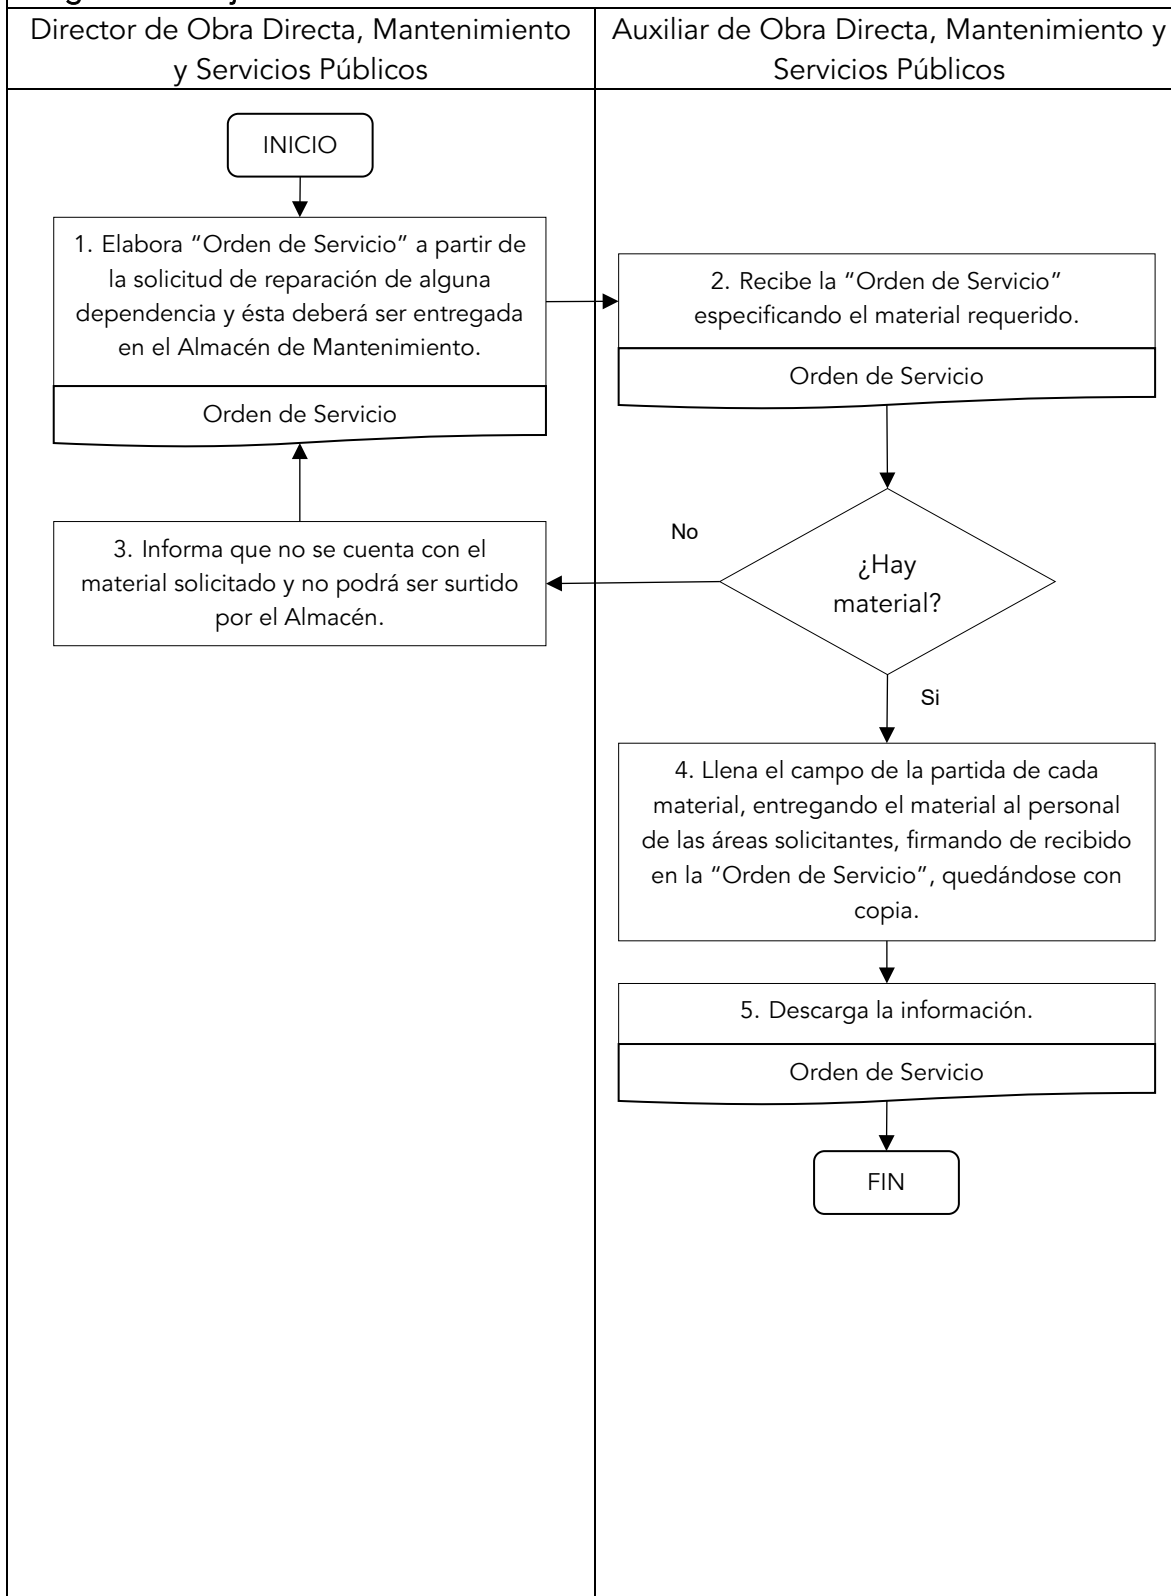 Director de Obra Directa, Mantenimiento
y Servicios Públicos
Auxiliar de Obra Directa, Mantenimiento y
Servicios Públicos
INICIO
1. Elabora “Orden de Servicio” a partir de
la solicitud de reparación de alguna
dependencia y ésta deberá ser entregada
en el Almacén de Mantenimiento.
Orden de Servicio
2. Recibe la “Orden de Servicio”
especificando el material requerido.
Orden de Servicio
¿Hay
material?
No
3. Informa que no se cuenta con el
material solicitado y no podrá ser surtido
por el Almacén.
Si
4. Llena el campo de la partida de cada
material, entregando el material al personal
de las áreas solicitantes, firmando de recibido
en la “Orden de Servicio”, quedándose con
copia.
5. Descarga la información.
Orden de Servicio
FIN